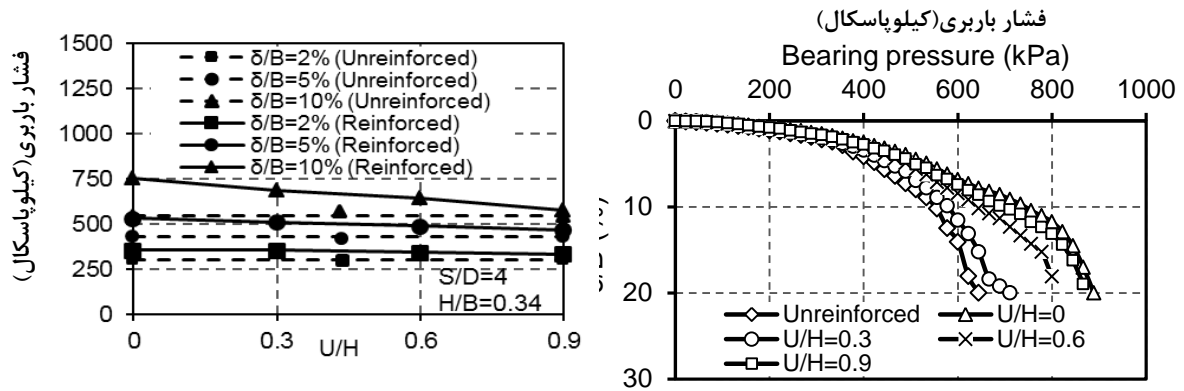 فشار باربری(کیلوپاسکال)
1500
1250
1000
750
500
250
0
δ/B=2% (Unreinforced)
δ/B=5% (Unreinforced)
δ/B=10% (Unreinforced)
δ/B=2% (Reinforced)
δ/B=5% (Reinforced)
δ/B=10% (Reinforced)
S/D=4
H/B=0.34
0 0.3 0.6 0.9
U/H
فشار باربری(کیلوپاسکال)
Bearing pressure (kPa)
0 200 400 600 800 1000
0
10
20
30
Unreinforced U/H=0
U/H=0.3 U/H=0.6
U/H=0.9